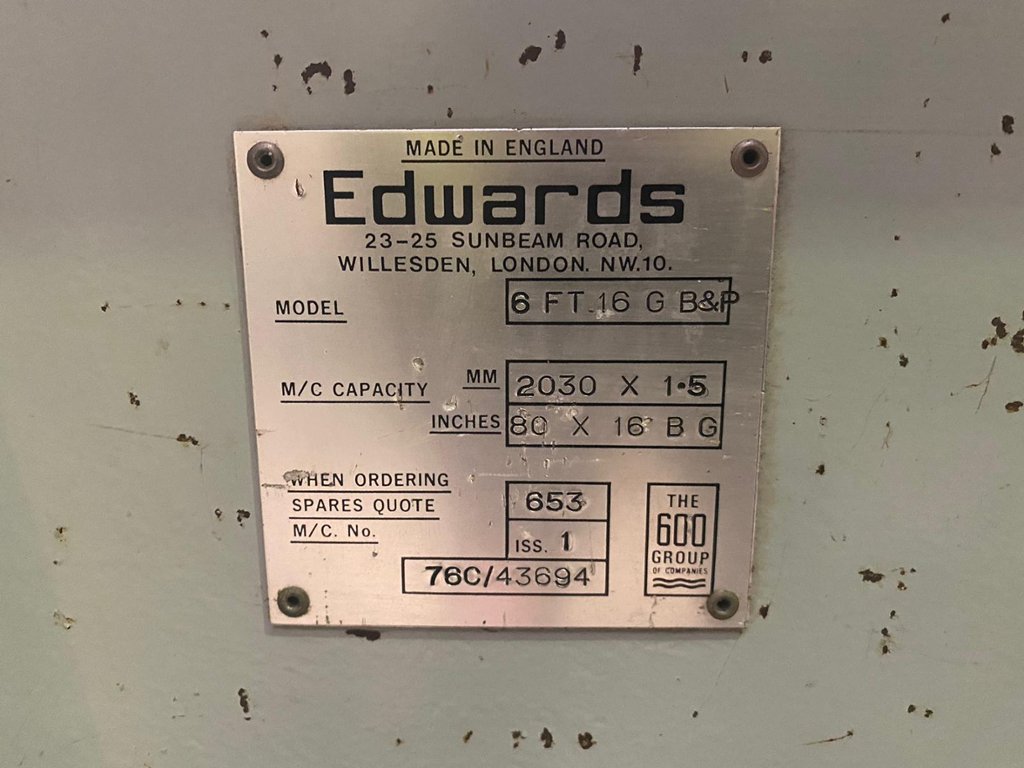 MADE IN ENGLAND
Edwards
23-25 SUNBEAM ROAD,
WILLESDEN, LONDON. NW.10.
MODEL 6 FT. 16 G B&P
M/C CAPACITY MM 2030 X 1·5
INCHES 80 X 16 B G
WHEN ORDERING
SPARES QUOTE 653
M/C. No. ISS. 1
76C/43694
THE
600
GROUP
OF COMPANIES